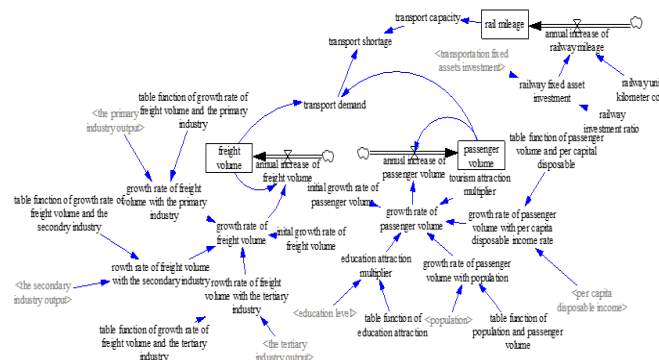 transport capacity
rail mileage
annual increase of
railway mileage
transport shortage
<transportation fixed
assets investment>
railway fixed asset
investment
railway
kilometer
railway
investment ratio
transport demand
table function of growth rate of
freight volume and the primary
industry
<the primary
industry output>
freight
volume
annual increase of
freight volume
annual increase of
passenger volume
passenger
volume
table function of passenger
volume and per capital
disposable
tourism attraction
multiplier
initial growth rate of
passenger volume
growth rate of freight
volume with the primary
industry
table function of growth rate of
freight volume and the
secondry industry
growth rate of
freight volume
inital growth rate of
freight volume
growth rate of
passenger volume
growth rate of passenger
volume with per capita
disposable income rate
rowth rate of freight volume
with the secondary industry
education attraction
multiplier
growth rate of passenger
volume with population
<the secondary
industry output>
rowth rate of freight
volume with the tertiary
industry
<education level>
<population>
<per capita
disposable income>
table function of growth rate of
freight volume and the tertiary
industry
<the tertiary
industry output>
table function of
education attraction
table function of
population and passenger
volume